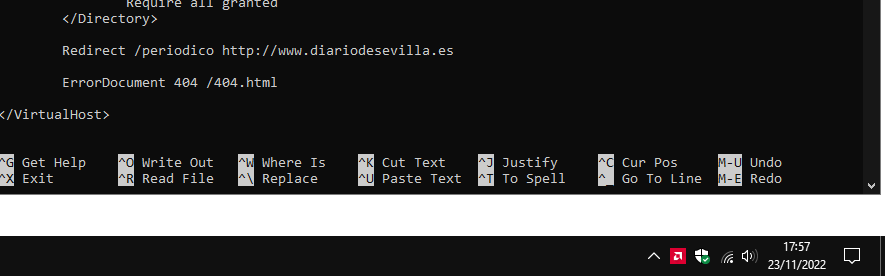 Require all granted
</Directory>
Redirect /periodico http://www.diariodesevilla.es
ErrorDocument 404 /404.html
</VirtualHost>
^G Get Help ^O Write Out ^W Where Is ^K Cut Text ^J Justify ^C Cur Pos M-U Undo
^X Exit ^R Read File ^\ Replace ^U Paste Text ^T To Spell ^_ Go To Line M-E Redo
17:57
23/11/2022